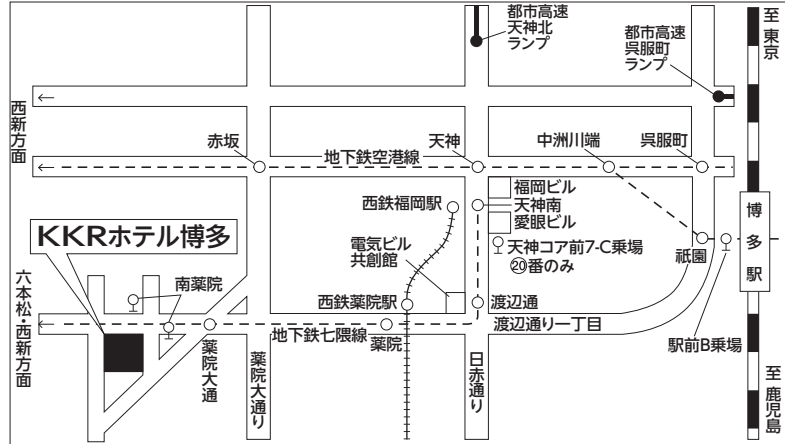 都市高速
天神北
ランプ
都市高速
呉服町
ランプ
至 東京
西新方面
赤坂
地下鉄空港線
天神
中洲川端
呉服町
福岡ビル
天神南
愛眼ビル
西鉄福岡駅
天神コア前7-C乗場
⑳番のみ
祇園
博多駅
KKRホテル博多
電気ビル
共創館
南薬院
西鉄薬院駅
渡辺通
六本松・西新方面
地下鉄七隈線
薬院
渡辺通り一丁目
駅前B乗場
薬院大通
薬院大通り
日赤通り
至 鹿児島